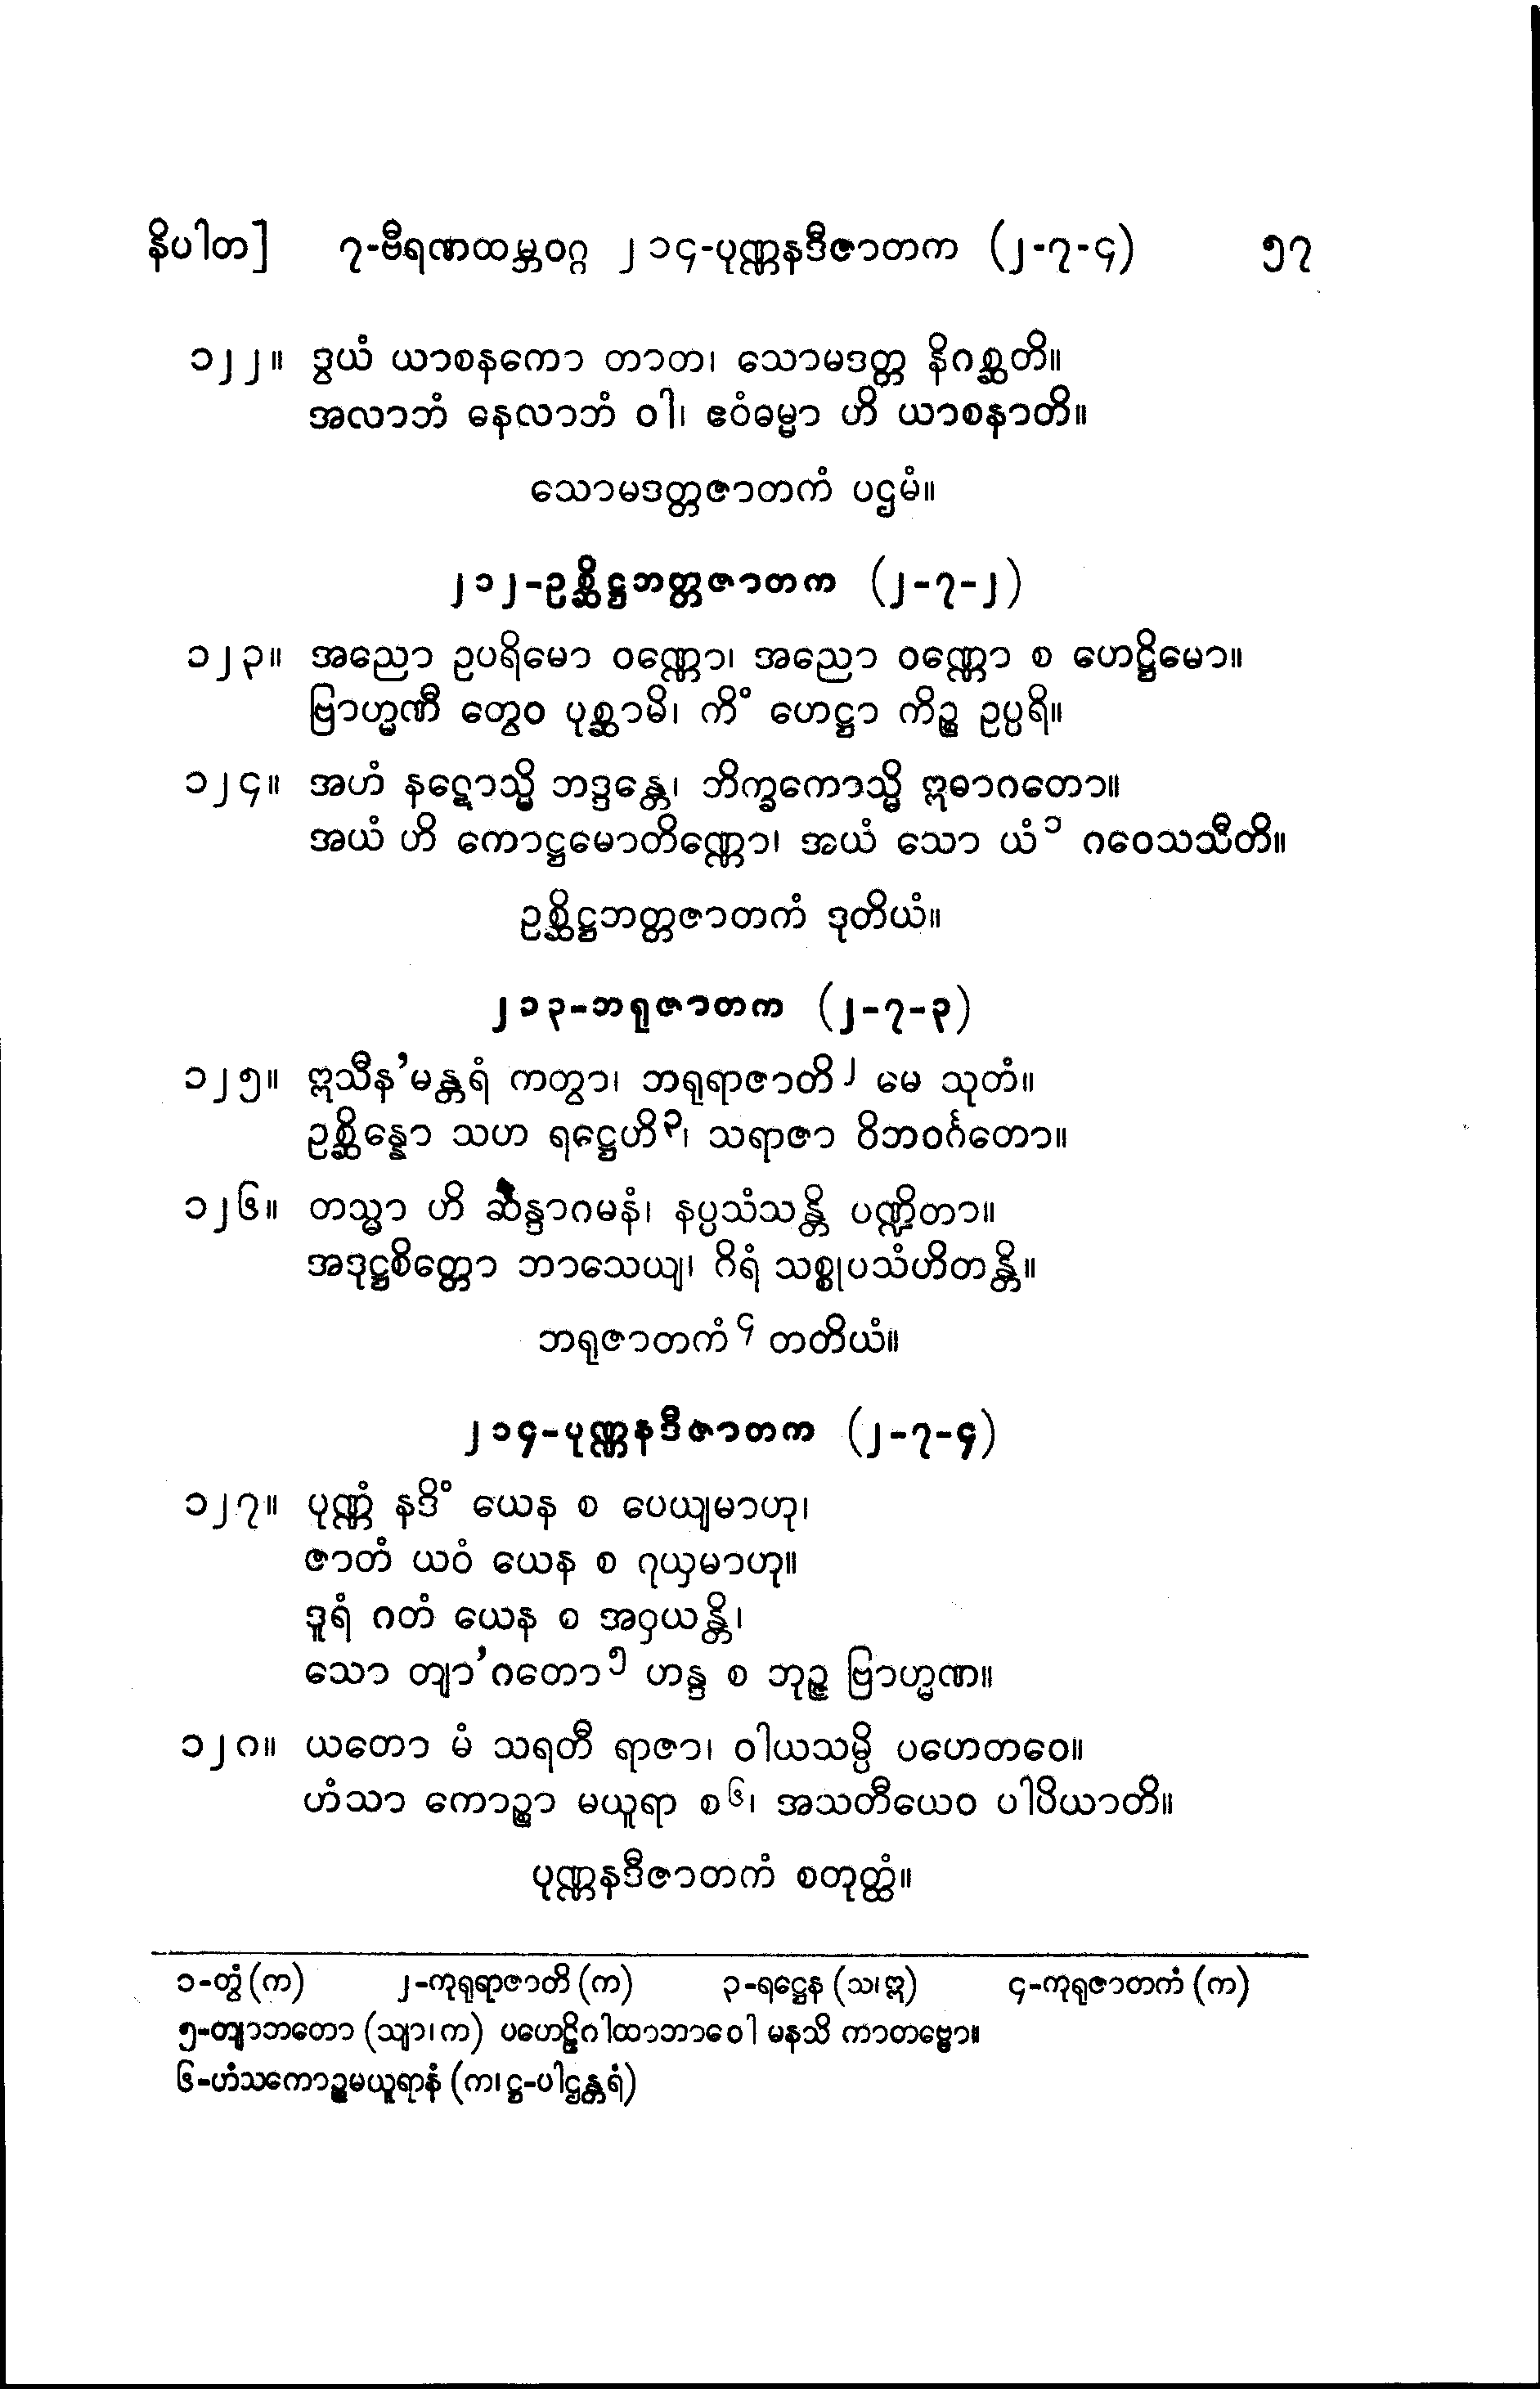 နိပါတ] ၇-ဗီရဏထမ္ဘဝဂ္ဂ ၂၁၄-ပုဏ္ဏနဒီဇာတက (၂-၇-၄) ၅၇
၁၂၂။ ဒွယံ ယာစနကော တာတ၊ သောမဒတ္တ နိဂစ္ဆတိ။
အလာဘံ ဓနလာဘံ ဝါ၊ ဧဝံဓမ္မာ ဟိ ယာစနာတိ။
သောမဒတ္တဇာတကံ ပဌမံ။
၂၁၂-ဥစ္ဆိဋ္ဌဘတ္တဇာတက (၂-၇-၂)
၁၂၃။ အညော ဥပရိမော ဝဏ္ဏော၊ အညော ဝဏ္ဏော စ ဟေဋ္ဌိမော။
ဗြာဟ္မဏီ တွေဝ ပုစ္ဆာမိ၊ ကိံ ဟေဋ္ဌာ ကိဉ္စ ဥပ္ပရိ။
၁၂၄။ အဟံ နဋောသ္မိ ဘဒ္ဒန္တေ၊ ဘိက္ခကောသ္မိ ဣဓာဂတော။
အယံ ဟိ ကောဋ္ဌမောတိဏ္ဏော၊ အယံ သော ယံ၁ ဂဝေသသီတိ။
ဥစ္ဆိဋ္ဌဘတ္တဇာတကံ ဒုတိယံ။
၂၁၃-ဘရုဇာတက (၂-၇-၃)
၁၂၅။ ဣသီန’မန္တရံ ကတွာ၊ ဘရုရာဇာတိ၂ မေ သုတံ။
ဥစ္ဆိန္နော သဟ ရဋ္ဌေဟိ၃၊ သရာဇာ ဝိဘဝင်္ဂတော။
၁၂၆။ တသ္မာ ဟိ ဆန္ဒာဂမနံ၊ နပ္ပသံသန္တိ ပဏ္ဍိတာ။
အဒုဋ္ဌစိတ္တော ဘာသေယျ၊ ဂိရံ သစ္စုပသံဟိတန္တိ။
ဘရုဇာတကံ၄ တတိယံ။
၂၁၄-ပုဏ္ဏနဒီဇာတက (၂-၇-၄)
၁၂၇။ ပုဏ္ဏံ နဒိံ ယေန စ ပေယျမာဟု၊
ဇာတံ ယဝံ ယေန စ ဂုယှမာဟု။
ဒူရံ ဂတံ ယေန စ အဝှယန္တိ၊
သော တျာ’ဂတော၅ ဟန္ဒ စ ဘုဉ္ဇ ဗြာဟ္မဏ။
၁၂၈။ ယတော မံ သရတီ ရာဇာ၊ ဝါယသမ္ပိ ပဟေတဝေ။
ဟံသာ ကောဉ္စာ မယူရာ စ၆၊ အသတီယေဝ ပါပိယာတိ။
ပုဏ္ဏနဒီဇာတကံ စတုတ္ထံ။
၁-တွံ (က) ၂-ကုရုရာဇာတိ (က) ၃-ရဋ္ဌေန (သ၊ဣ) ၄-ကုရုဇာတကံ (က)
၅-တျာဘတော (သျာ၊က) ပဟေဠိဂါထာဘာဝေါ မနသိ ကာတဗ္ဗော။
၆-ဟံသကောဉ္စမယူရာနံ (က၊ဋ္ဌ-ပါဌန္တရံ)